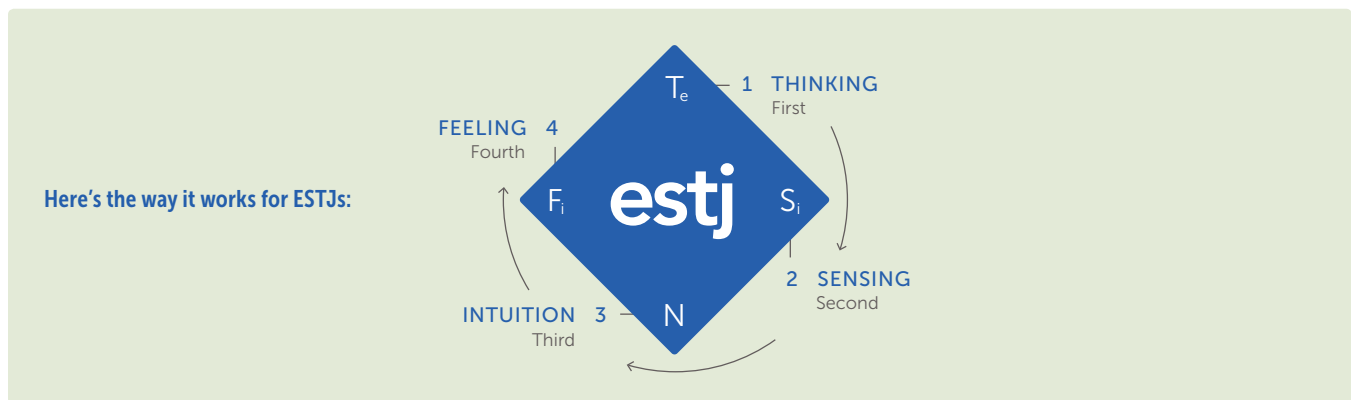 Here's the way it works for ESTJs:
Te
1 THINKING
First
FEELING 4
Fourth
Fi
estj
Si
2 SENSING
Second
INTUITION 3
Third
N